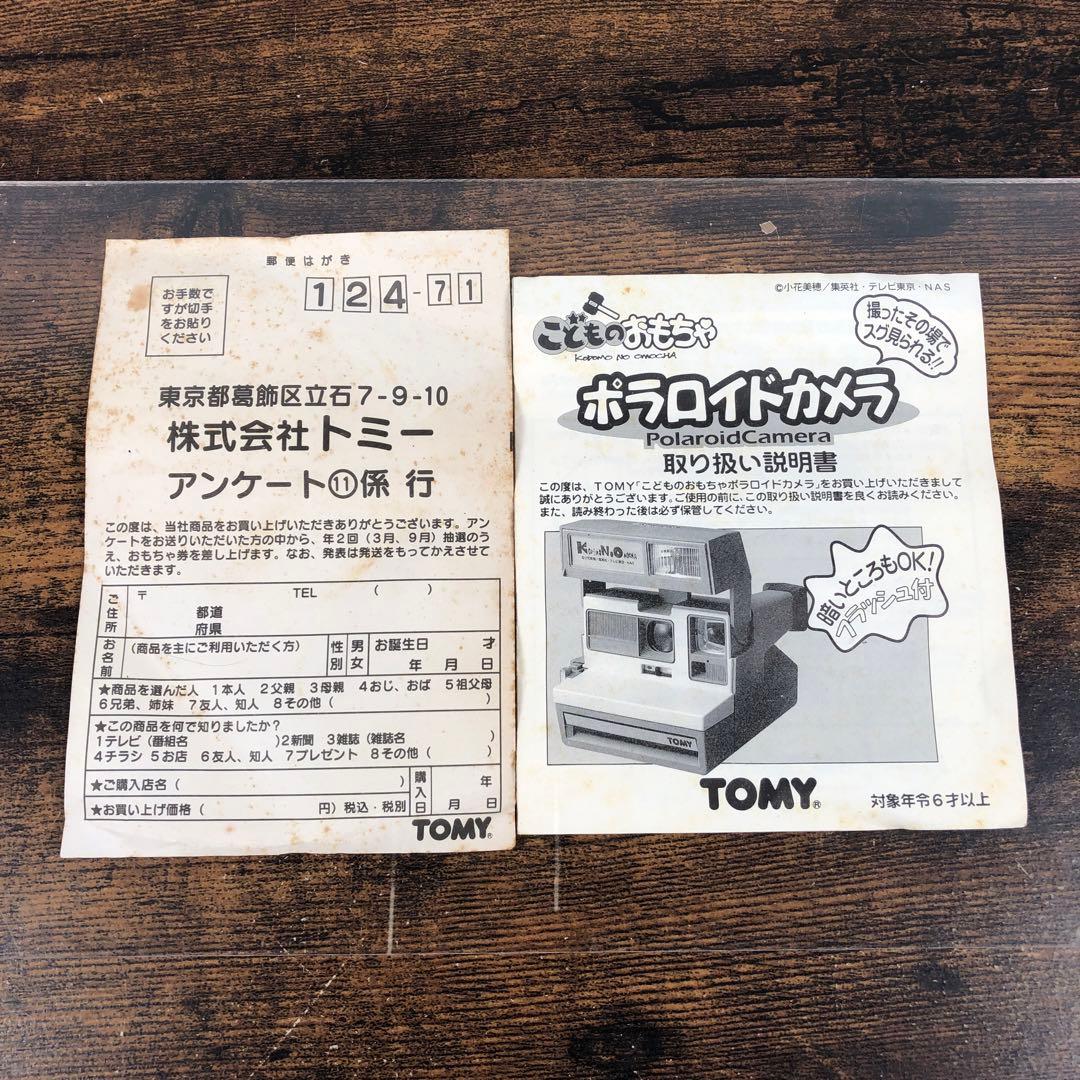 郵便はがき
お手数で
すが切手
をお貼り
ください
124-71
東京都葛飾区立石7-9-10
株式会社トミー
アンケート⑪係 行
この度は、当社商品をお買い上げいただきありがとうございます。アン
ケートをお送りいただいた方の中から、年2回（3月、9月）抽選のう
え、おもちゃ券を差し上げます。なお、発表は発送をもってかえさせて
いただきます。
ご住所
〒 TEL （ ）
都道
府県
お名前
（商品を主にご利用いただく方）
性別
男
女
お誕生日 才
年 月 日
★商品を選んだ人 1本人 2父親 3母親 4おじ、おば 5祖父母
6兄弟、姉妹 7友人、知人 8その他（ ）
★この商品を何で知りましたか？
1テレビ（番組名 ）2新聞 3雑誌（雑誌名 ）
4チラシ 5お店 6友人、知人 7プレゼント 8その他（ ）
★ご購入店名（ ）
★お買い上げ価格（ 円）税込・税別
購入日
年
月 日
TOMY®
©小花美穂／集英社・テレビ東京・NAS
こどものおもちゃ
KODOMO NO OMOCHA
撮ったその場で
スグ見られる!!
ポラロイドカメラ
PolaroidCamera
取り扱い説明書
この度は、TOMY「こどものおもちゃポラロイドカメラ」をお買い上げいただきまして
誠にありがとうございます。ご使用の前に、この取り扱い説明書を良くお読みください。
また、読み終わった後は必ず保管してください。
KODOMO NO OMOCHA
暗いところもOK!
フラッシュ付
TOMY
TOMY®
対象年令6才以上